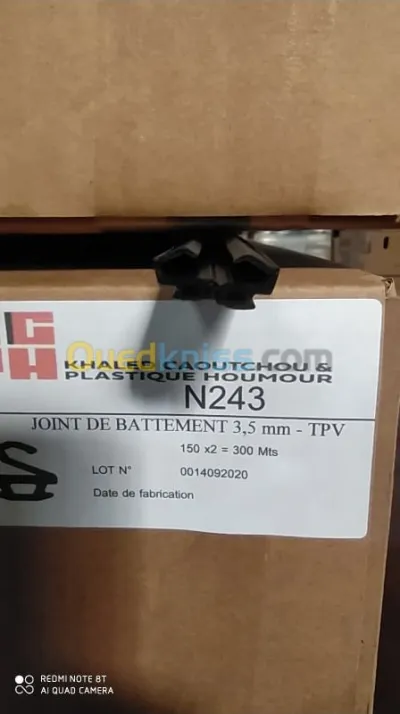 Ouedkniss.com
KHALEF CAOUTCHOU &
PLASTIQUE HOUMOUR
N243
JOINT DE BATTEMENT 3,5 mm - TPV
150 x2 = 300 Mts
LOT N° 0014092020
Date de fabrication
REDMI NOTE 8T
AI QUAD CAMERA